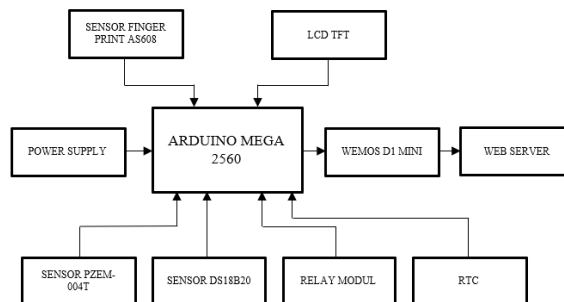 SENSOR FINGER
PRINT AS608
LCD TFT
POWER SUPPLY
ARDUINO MEGA
2560
WEMOS D1 MINI
WEB SERVER
SENSOR PZEM-
004T
SENSOR DS18B20
RELAY MODUL
RTC